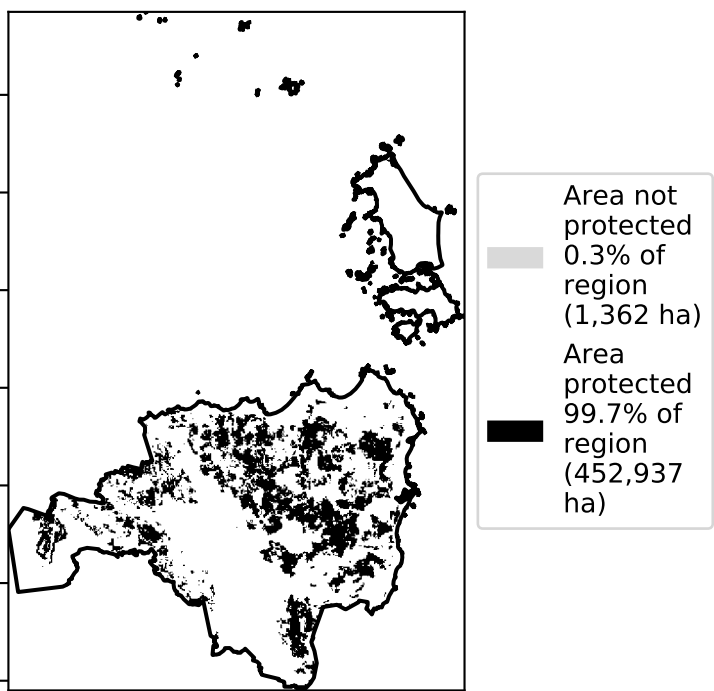 Area not
protected
0.3% of
region
(1,362 ha)
Area
protected
99.7% of
region
(452,937
ha)